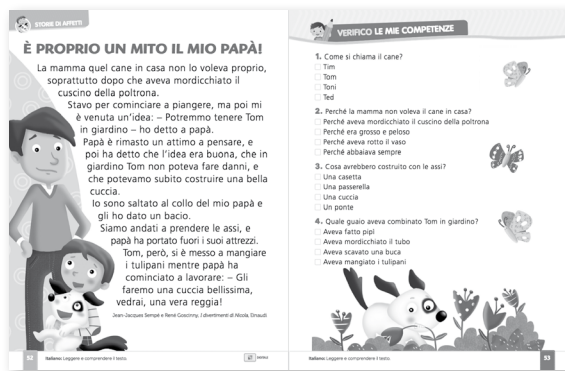 STORIE DI AFFETTI
È PROPRIO UN MITO IL MIO PAPÀ!
La mamma quel cane in casa non lo voleva proprio,
soprattutto dopo che aveva mordicchiato il
cuscino della poltrona.
Stavo per cominciare a piangere, ma poi mi
è venuta un'idea: – Potremmo tenere Tom
in giardino – ho detto a papà.
Papà è rimasto un attimo a pensare, e
poi ha detto che l'idea era buona, che in
giardino Tom non poteva fare danni, e
che potevamo subito costruire una bella
cuccia.
Io sono saltato al collo del mio papà e
gli ho dato un bacio.
Siamo andati a prendere le assi, e
papà ha portato fuori i suoi attrezzi.
Tom, però, si è messo a mangiare
i tulipani mentre papà ha
cominciato a lavorare: – Gli
faremo una cuccia bellissima,
vedrai, una vera reggia!
Jean-Jacques Sempé e René Goscinny, I divertimenti di Nicola, Einaudi
52
Italiano: Leggere e comprendere il testo.
VERIFICO LE MIE COMPETENZE
1. Come si chiama il cane?
Tim
Tom
Toni
Ted
2. Perché la mamma non voleva il cane in casa?
Perché aveva mordicchiato il cuscino della poltrona
Perché era grosso e peloso
Perché aveva rotto il vaso
Perché abbaiava sempre
3. Cosa avrebbero costruito con le assi?
Una casetta
Una passerella
Una cuccia
Un ponte
4. Quale guaio aveva combinato Tom in giardino?
Aveva fatto pipì
Aveva mordicchiato il tubo
Aveva scavato una buca
Aveva mangiato i tulipani
Italiano: Leggere e comprendere il testo.
53